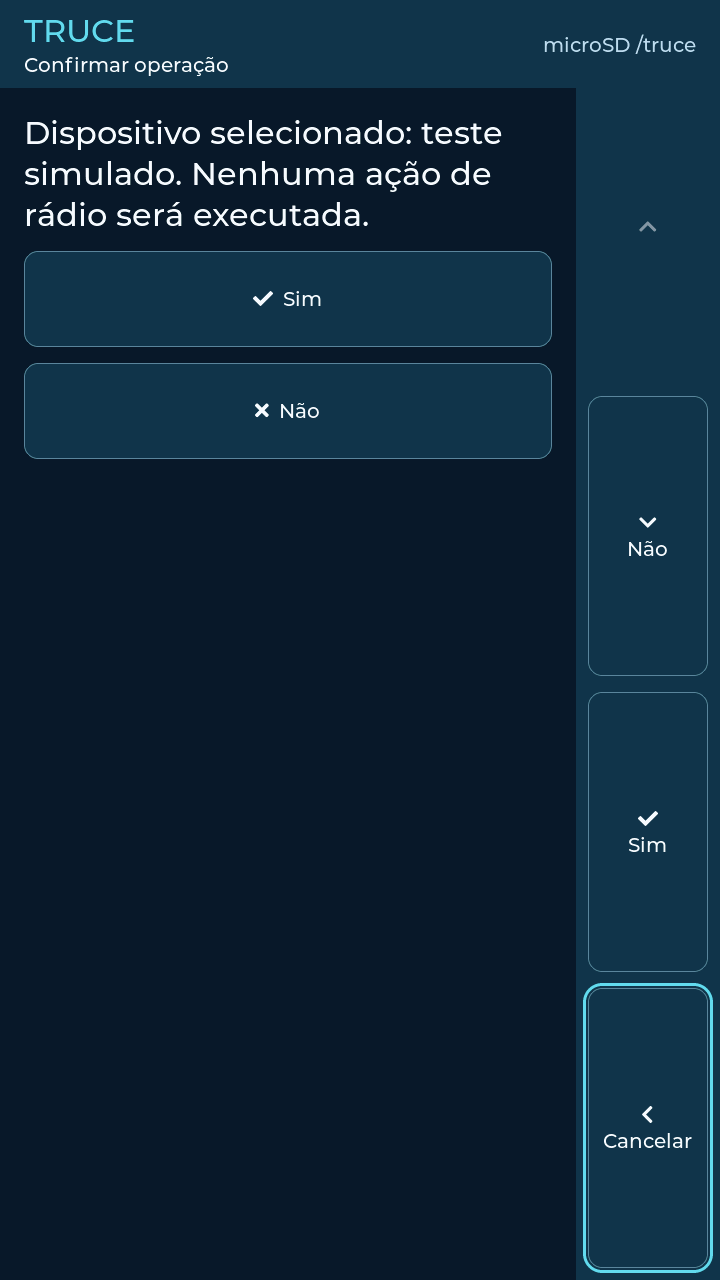 TRUCE
Confirmar operação
microSD /truce
Dispositivo selecionado: teste
simulado. Nenhuma ação de
rádio será executada.
Sim
Não
Não
Sim
Cancelar